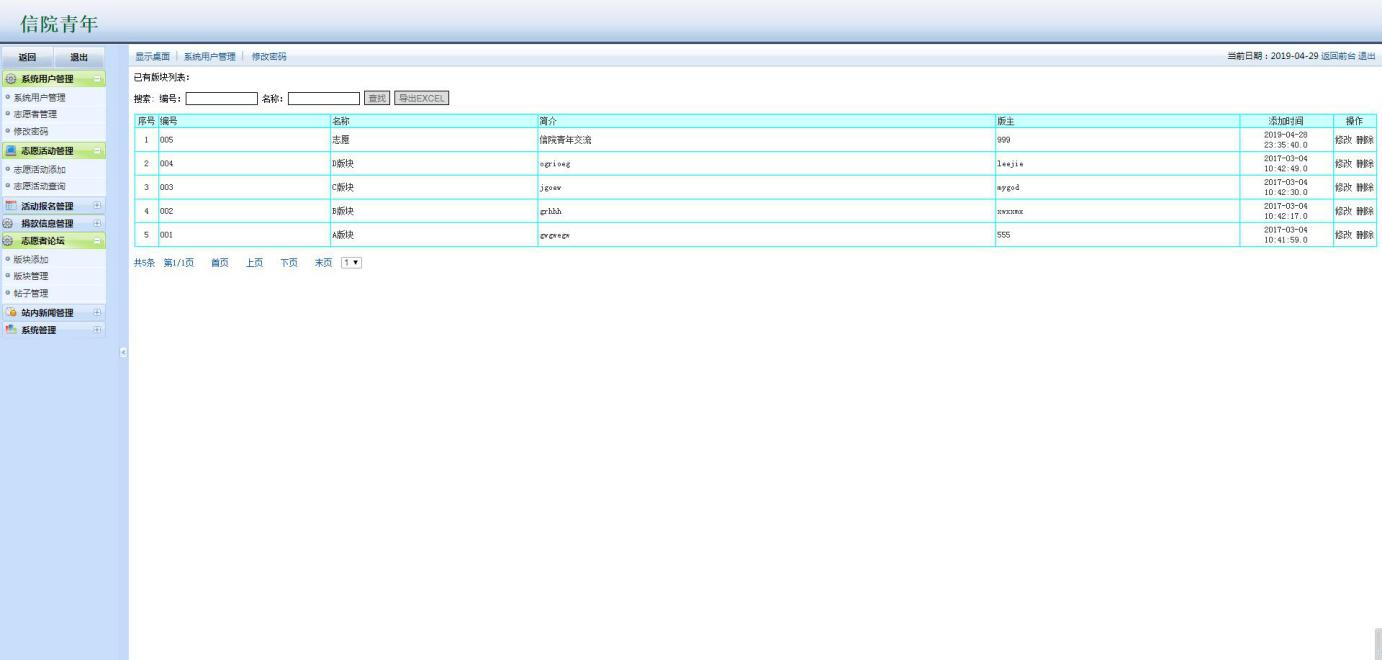 信院青年
返回 退出
系统用户管理
系统用户管理
志愿者管理
修改密码
志愿活动管理
志愿活动添加
志愿活动查询
活动报名管理
捐款信息管理
志愿者论坛
版块添加
版块管理
帖子管理
站内新闻管理
系统管理
显示桌面 | 系统用户管理 | 修改密码
当前日期：2019-04-29 返回前台 退出
已有版块列表：
搜索: 编号： 名称： 查找 导出EXCEL
序号 编号 名称 简介 版主 添加时间 操作
1 005 志愿 信院青年交流 999 2019-04-28 23:35:40.0 修改 删除
2 004 D版块 ogrioeg leejie 2017-03-04 10:42:49.0 修改 删除
3 003 C版块 jgoew mygod 2017-03-04 10:42:30.0 修改 删除
4 002 B版块 grhhh xwxxmx 2017-03-04 10:42:17.0 修改 删除
5 001 A版块 gwgwegw 555 2017-03-04 10:41:59.0 修改 删除
共5条 第1/1页 首页 上页 下页 末页 1